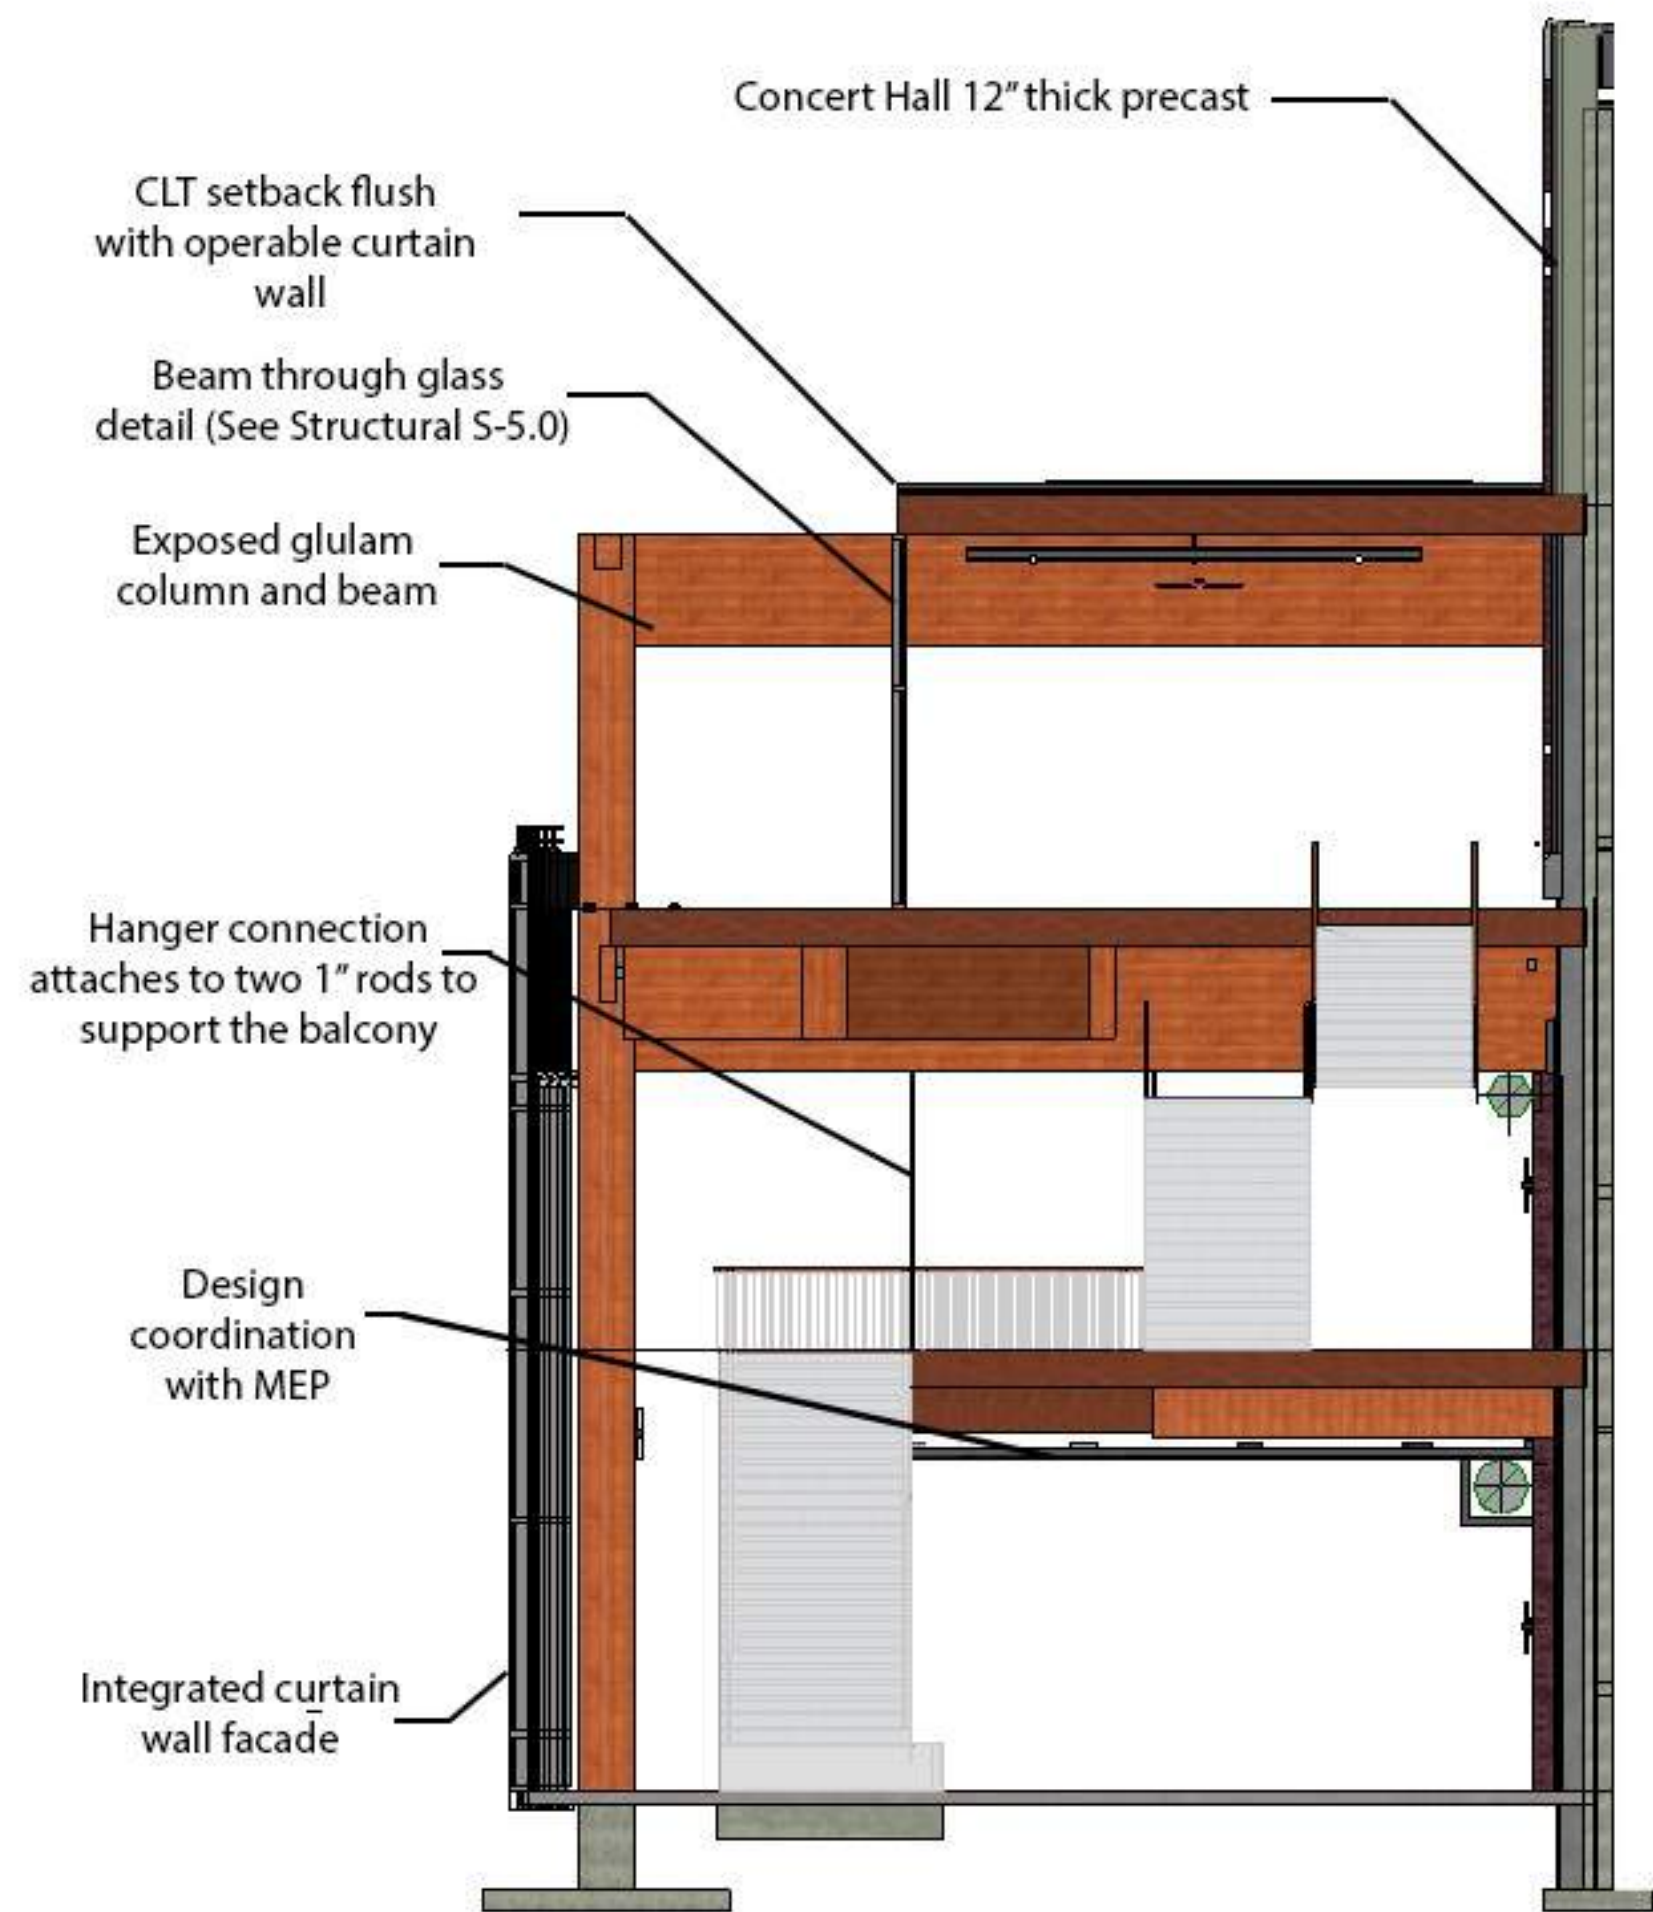 Concert Hall 12" thick precast
CLT setback flush
with operable curtain
wall
Beam through glass
detail (See Structural S-5.0)
Exposed glulam
column and beam
Hanger connection
attaches to two 1" rods to
support the balcony
Design
coordination
with MEP
Integrated curtain
wall facade